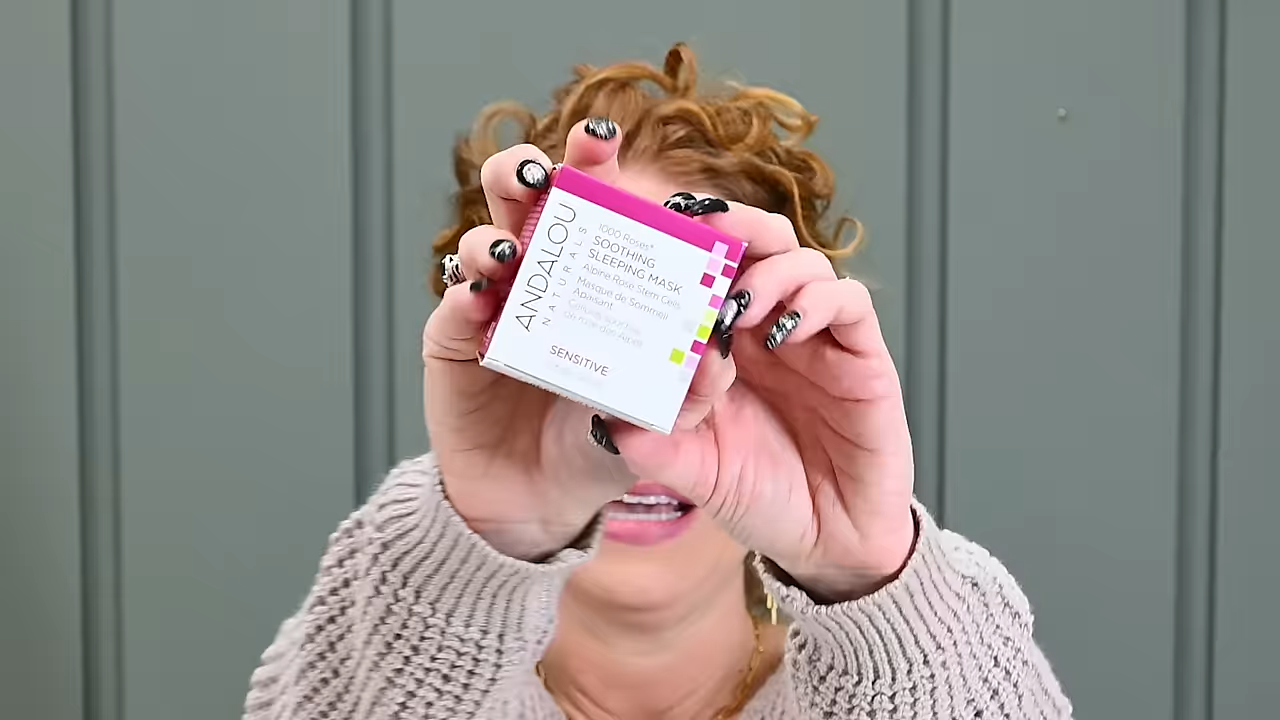 ANDALOU
NATURALS
1000 Roses®
SOOTHING
SLEEPING MASK
Alpine Rose Stem Cells
Masque de Sommeil
Apaisant
SENSITIVE